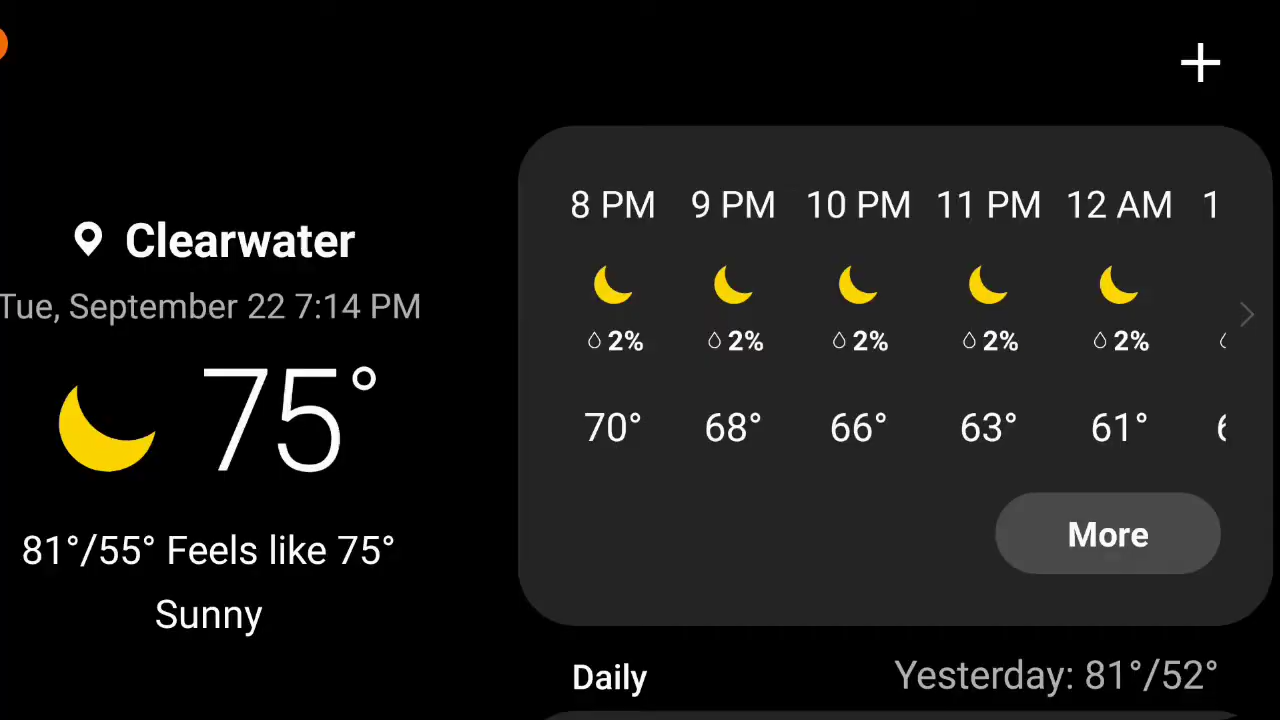 Clearwater
Tue, September 22 7:14 PM
75°
81°/55° Feels like 75°
Sunny
8 PM 9 PM 10 PM 11 PM 12 AM 1
2% 2% 2% 2% 2%
70° 68° 66° 63° 61° 6
More
Daily
Yesterday: 81°/52°